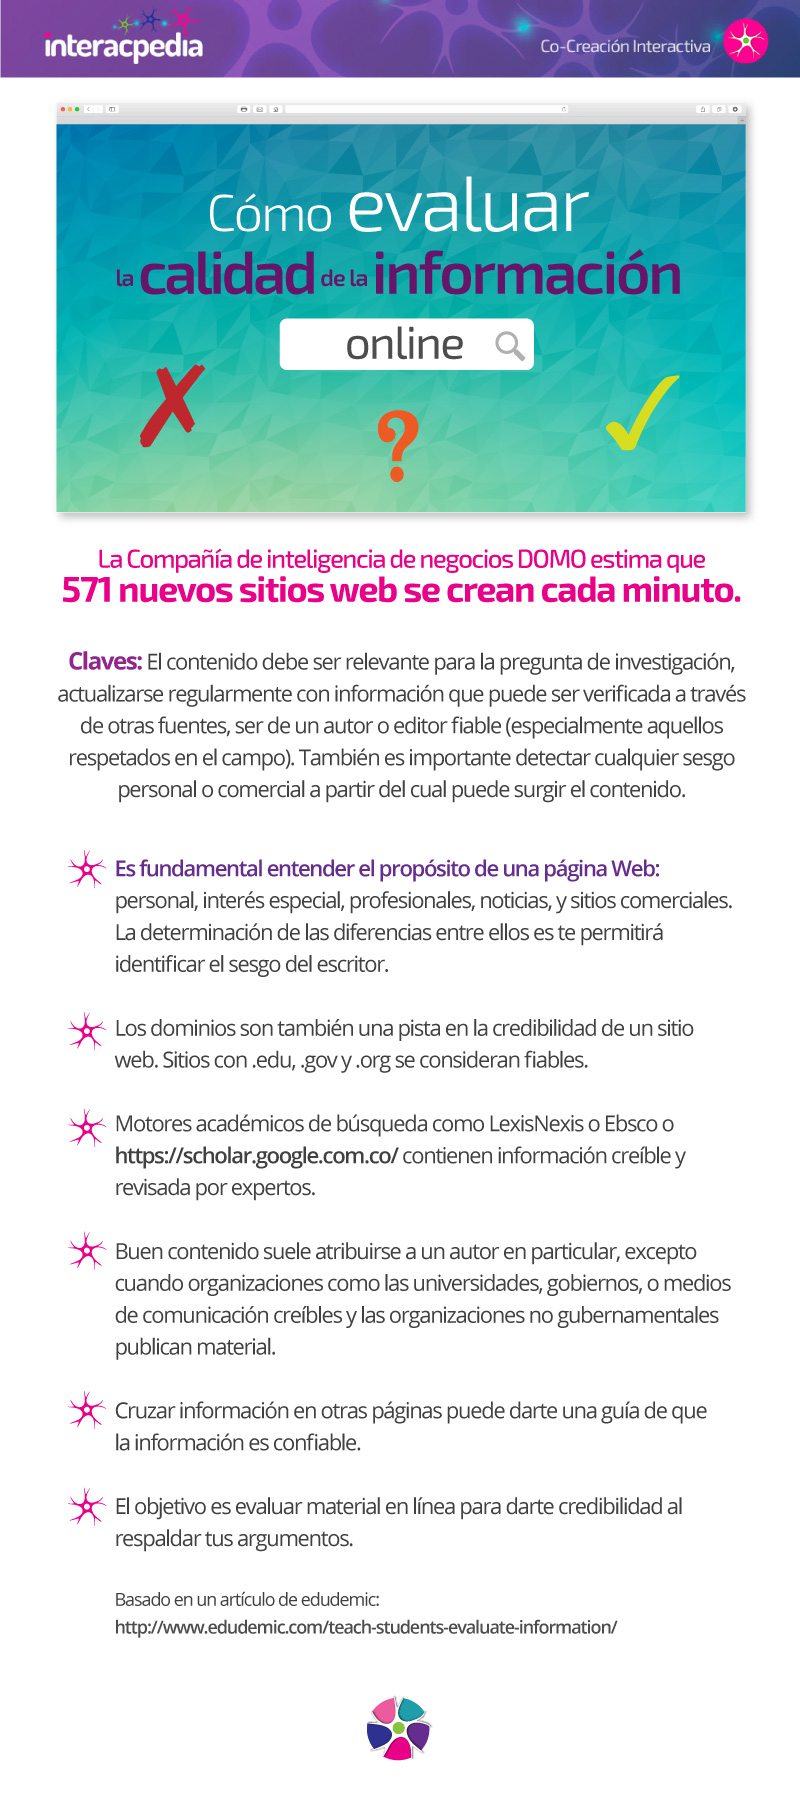 interacpedia
Co-Creación Interactiva
Cómo evaluar
la calidad de la información
online
La Compañía de inteligencia de negocios DOMO estima que
571 nuevos sitios web se crean cada minuto.
Claves: El contenido debe ser relevante para la pregunta de investigación,
actualizarse regularmente con información que puede ser verificada a través
de otras fuentes, ser de un autor o editor fiable (especialmente aquellos
respetados en el campo). También es importante detectar cualquier sesgo
personal o comercial a partir del cual puede surgir el contenido.
Es fundamental entender el propósito de una página Web:
personal, interés especial, profesionales, noticias, y sitios comerciales.
La determinación de las diferencias entre ellos es te permitirá
identificar el sesgo del escritor.
Los dominios son también una pista en la credibilidad de un sitio
web. Sitios con .edu, .gov y .org se consideran fiables.
Motores académicos de búsqueda como LexisNexis o Ebsco o
https://scholar.google.com.co/ contienen información creíble y
revisada por expertos.
Buen contenido suele atribuirse a un autor en particular, excepto
cuando organizaciones como las universidades, gobiernos, o medios
de comunicación creíbles y las organizaciones no gubernamentales
publican material.
Cruzar información en otras páginas puede darte una guía de que
la información es confiable.
El objetivo es evaluar material en línea para darte credibilidad al
respaldar tus argumentos.
Basado en un artículo de edudemic:
http://www.edudemic.com/teach-students-evaluate-information/